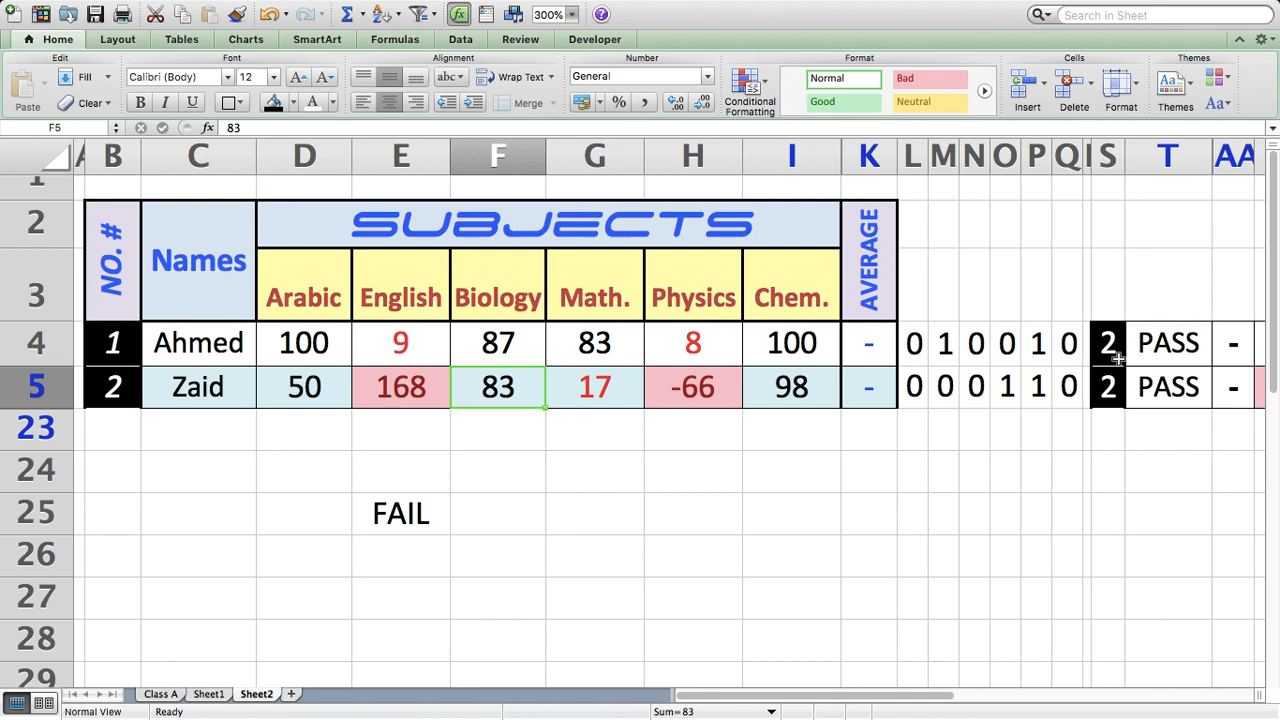 300%
Search in Sheet
Home Layout Tables Charts SmartArt Formulas Data Review Developer
Edit Font Alignment Number Format Cells Themes
Fill Calibri (Body) 12 abc Wrap Text General Normal Bad
Paste Clear B I U Merge % Conditional Formatting Good Neutral Insert Delete Format Themes Aa
F5 fx 83
B C D E F G H I K L M N O P Q S T AA
1
2 NO. # Names SUBJECTS AVERAGE
3 Arabic English Biology Math. Physics Chem.
4 1 Ahmed 100 9 87 83 8 100 - 0 1 0 0 1 0 2 PASS -
5 2 Zaid 50 168 83 17 -66 98 - 0 0 0 1 1 0 2 PASS -
23
24
25 FAIL
26
27
28
29
Class A Sheet1 Sheet2
Normal View Ready Sum=83